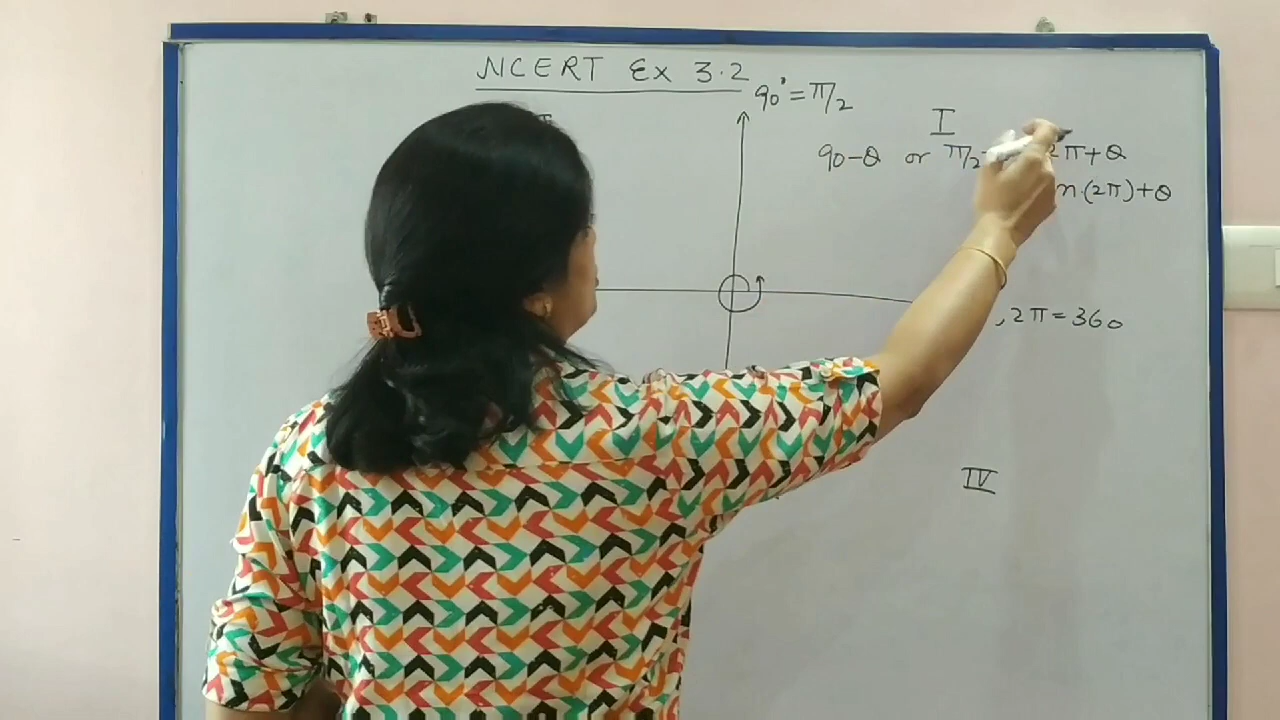 NCERT Ex 3.2
90° = π/2
I
90-θ or π/2 2π+θ
n·(2π)+θ
, 2π = 360
IV